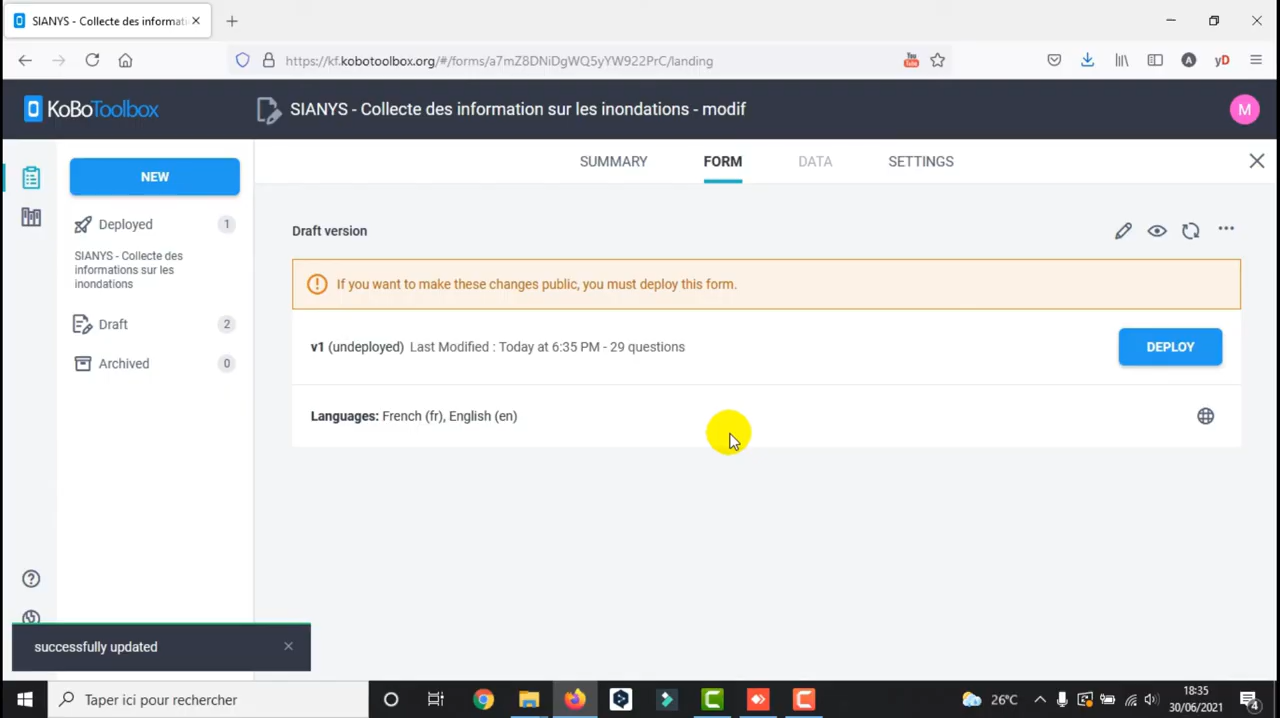 SIANYS - Collecte des informati
https://kf.kobotoolbox.org/#/forms/a7mZ8DNiDgWQ5yYW922PrC/landing
A
yD
KoBoToolbox
SIANYS - Collecte des information sur les inondations - modif
M
NEW
SUMMARY
FORM
DATA
SETTINGS
Deployed
1
SIANYS - Collecte des
informations sur les
inondations
Draft
2
Archived
0
Draft version
If you want to make these changes public, you must deploy this form.
v1 (undeployed) Last Modified : Today at 6:35 PM - 29 questions
DEPLOY
Languages: French (fr), English (en)
successfully updated
Taper ici pour rechercher
26°C
18:35
30/06/2021
4